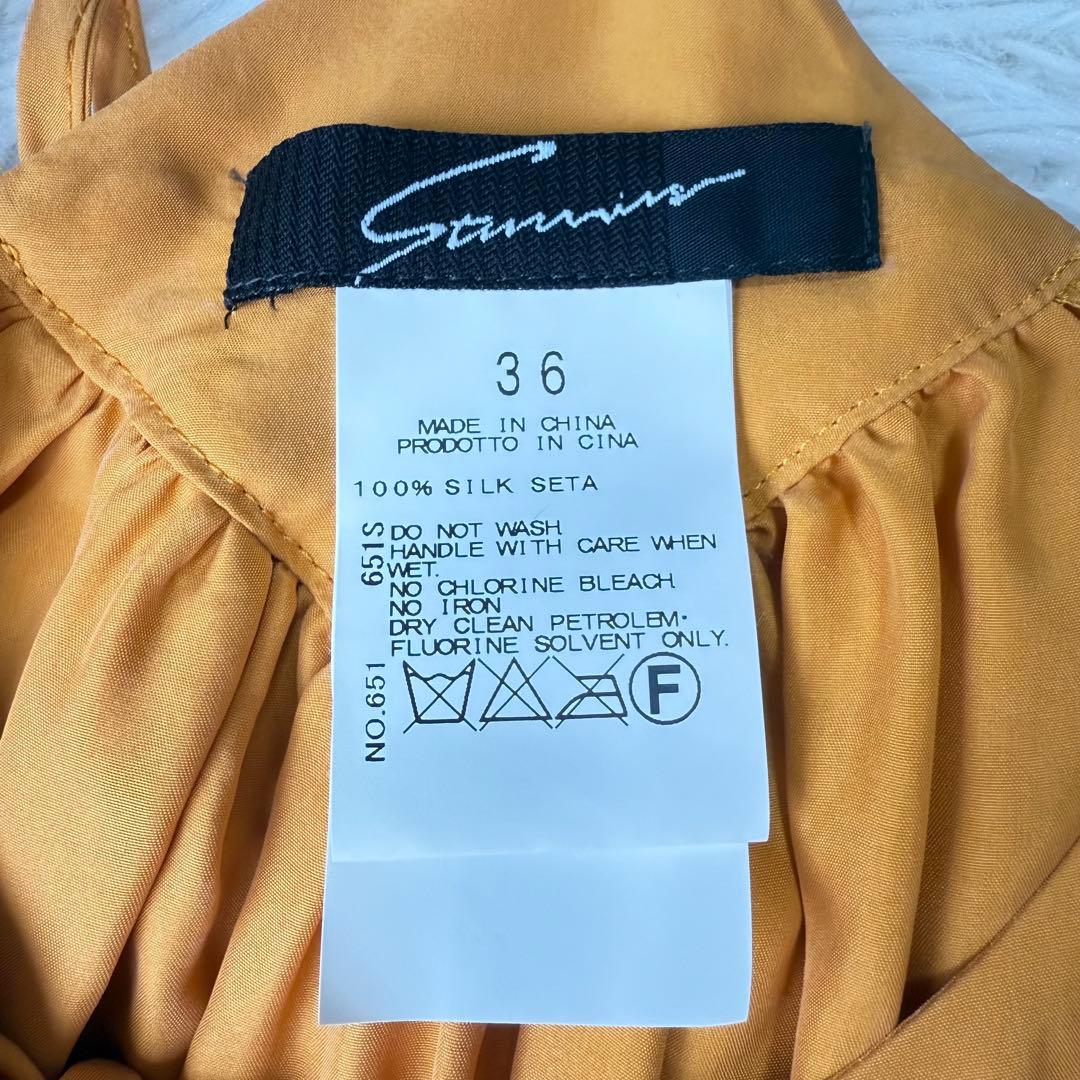 36
MADE IN CHINA
PRODOTTO IN CINA
100% SILK SETA
DO NOT WASH
HANDLE WITH CARE WHEN
WET.
NO CHLORINE BLEACH
NO IRON
DRY CLEAN PETROLEM·
FLUORINE SOLVENT ONLY.
F
NO.651 651S